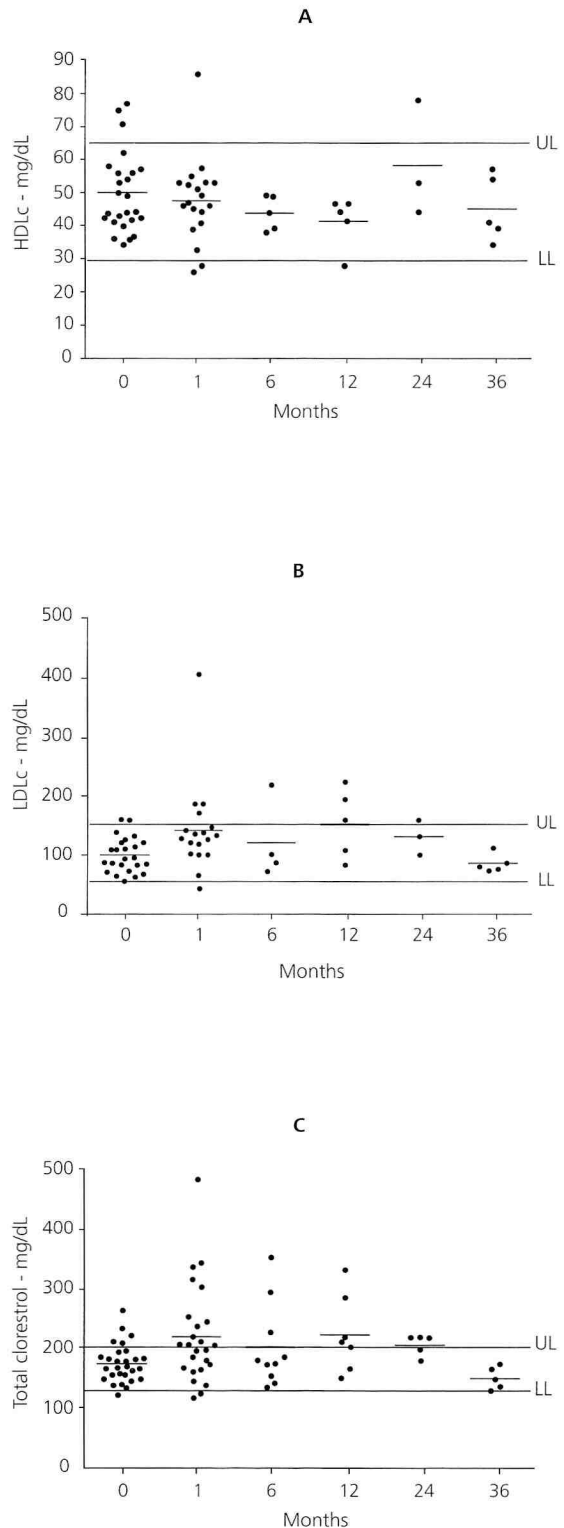 A
90
80
70
60
50
40
30
20
10
0
HDLc - mg/dL
UL
LL
0 1 6 12 24 36
Months
B
500
400
300
200
100
0
LDLc - mg/dL
UL
LL
0 1 6 12 24 36
Months
C
500
400
300
200
100
0
Total clorestrol - mg/dL
UL
LL
0 1 6 12 24 36
Months